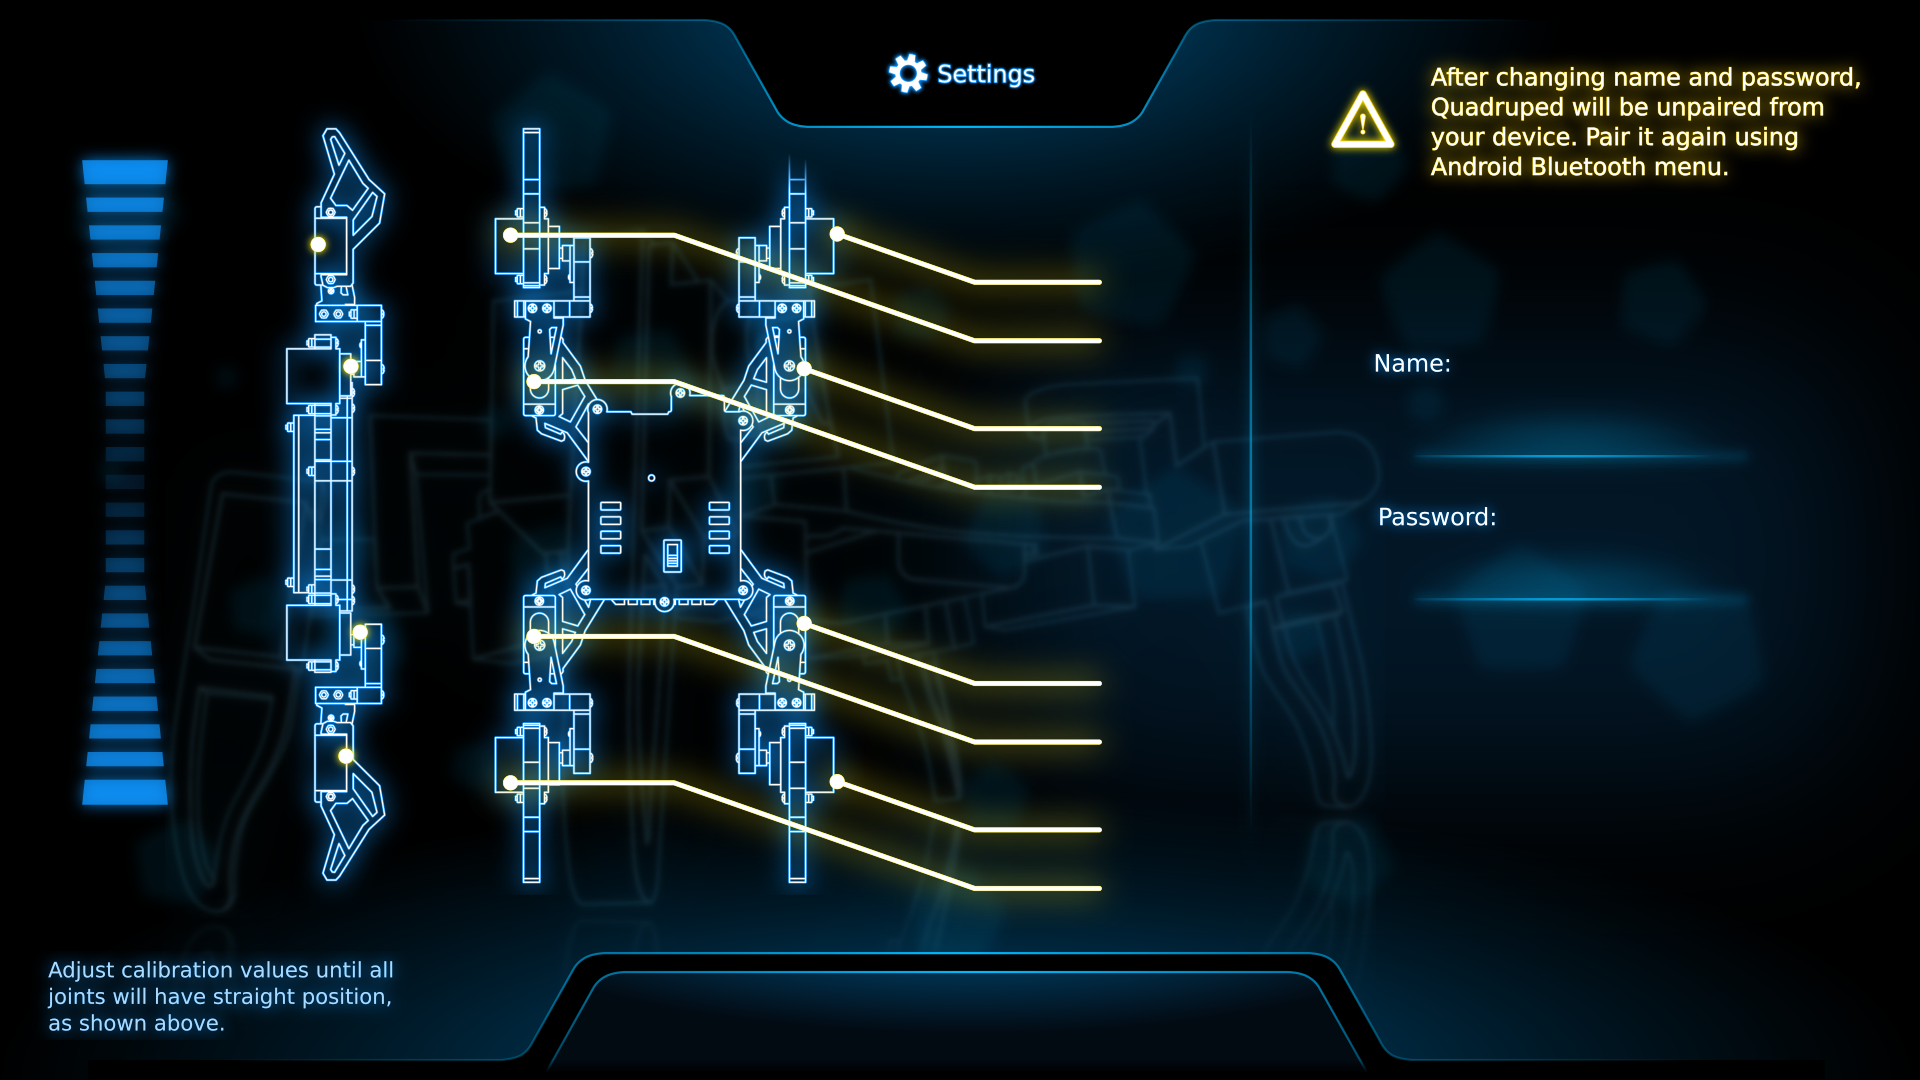 Settings
After changing name and password,
Quadruped will be unpaired from
your device. Pair it again using
Android Bluetooth menu.
Name:
Password:
Adjust calibration values until all
joints will have straight position,
as shown above.